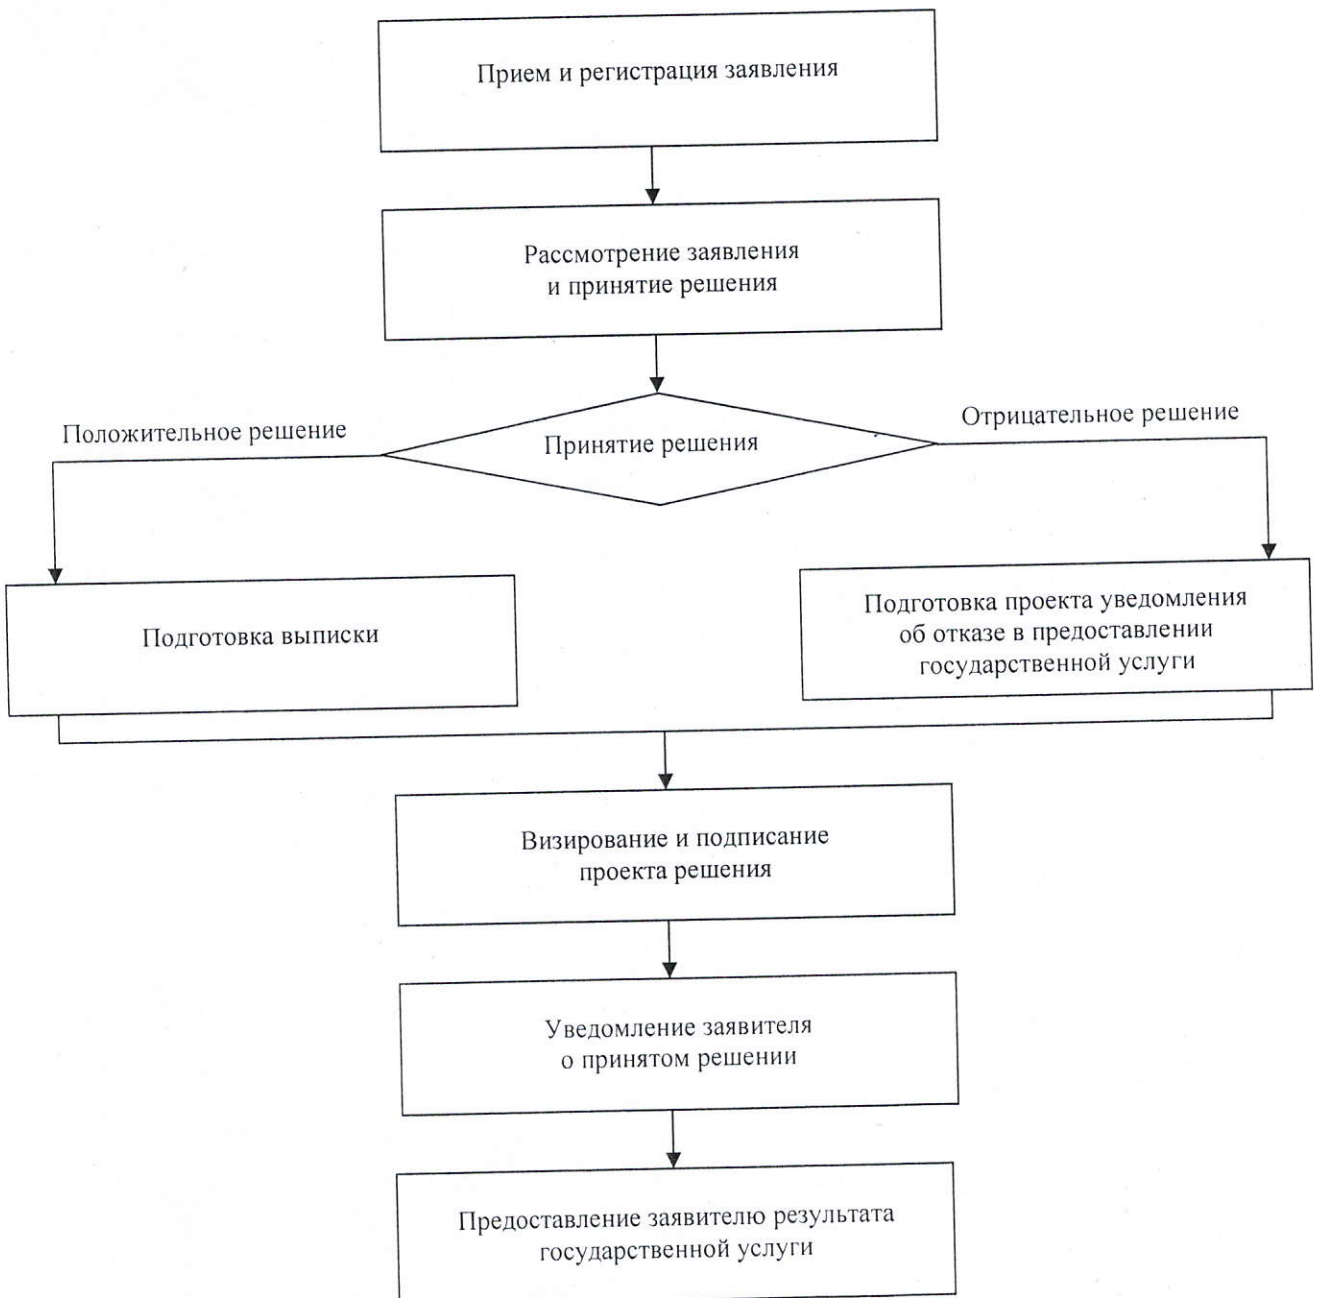 Прием и регистрация заявления
Рассмотрение заявления
и принятие решения
Положительное решение
Принятие решения
Отрицательное решение
Подготовка выписки
Подготовка проекта уведомления
об отказе в предоставлении
государственной услуги
Визирование и подписание
проекта решения
Уведомление заявителя
о принятом решении
Предоставление заявителю результата
государственной услуги